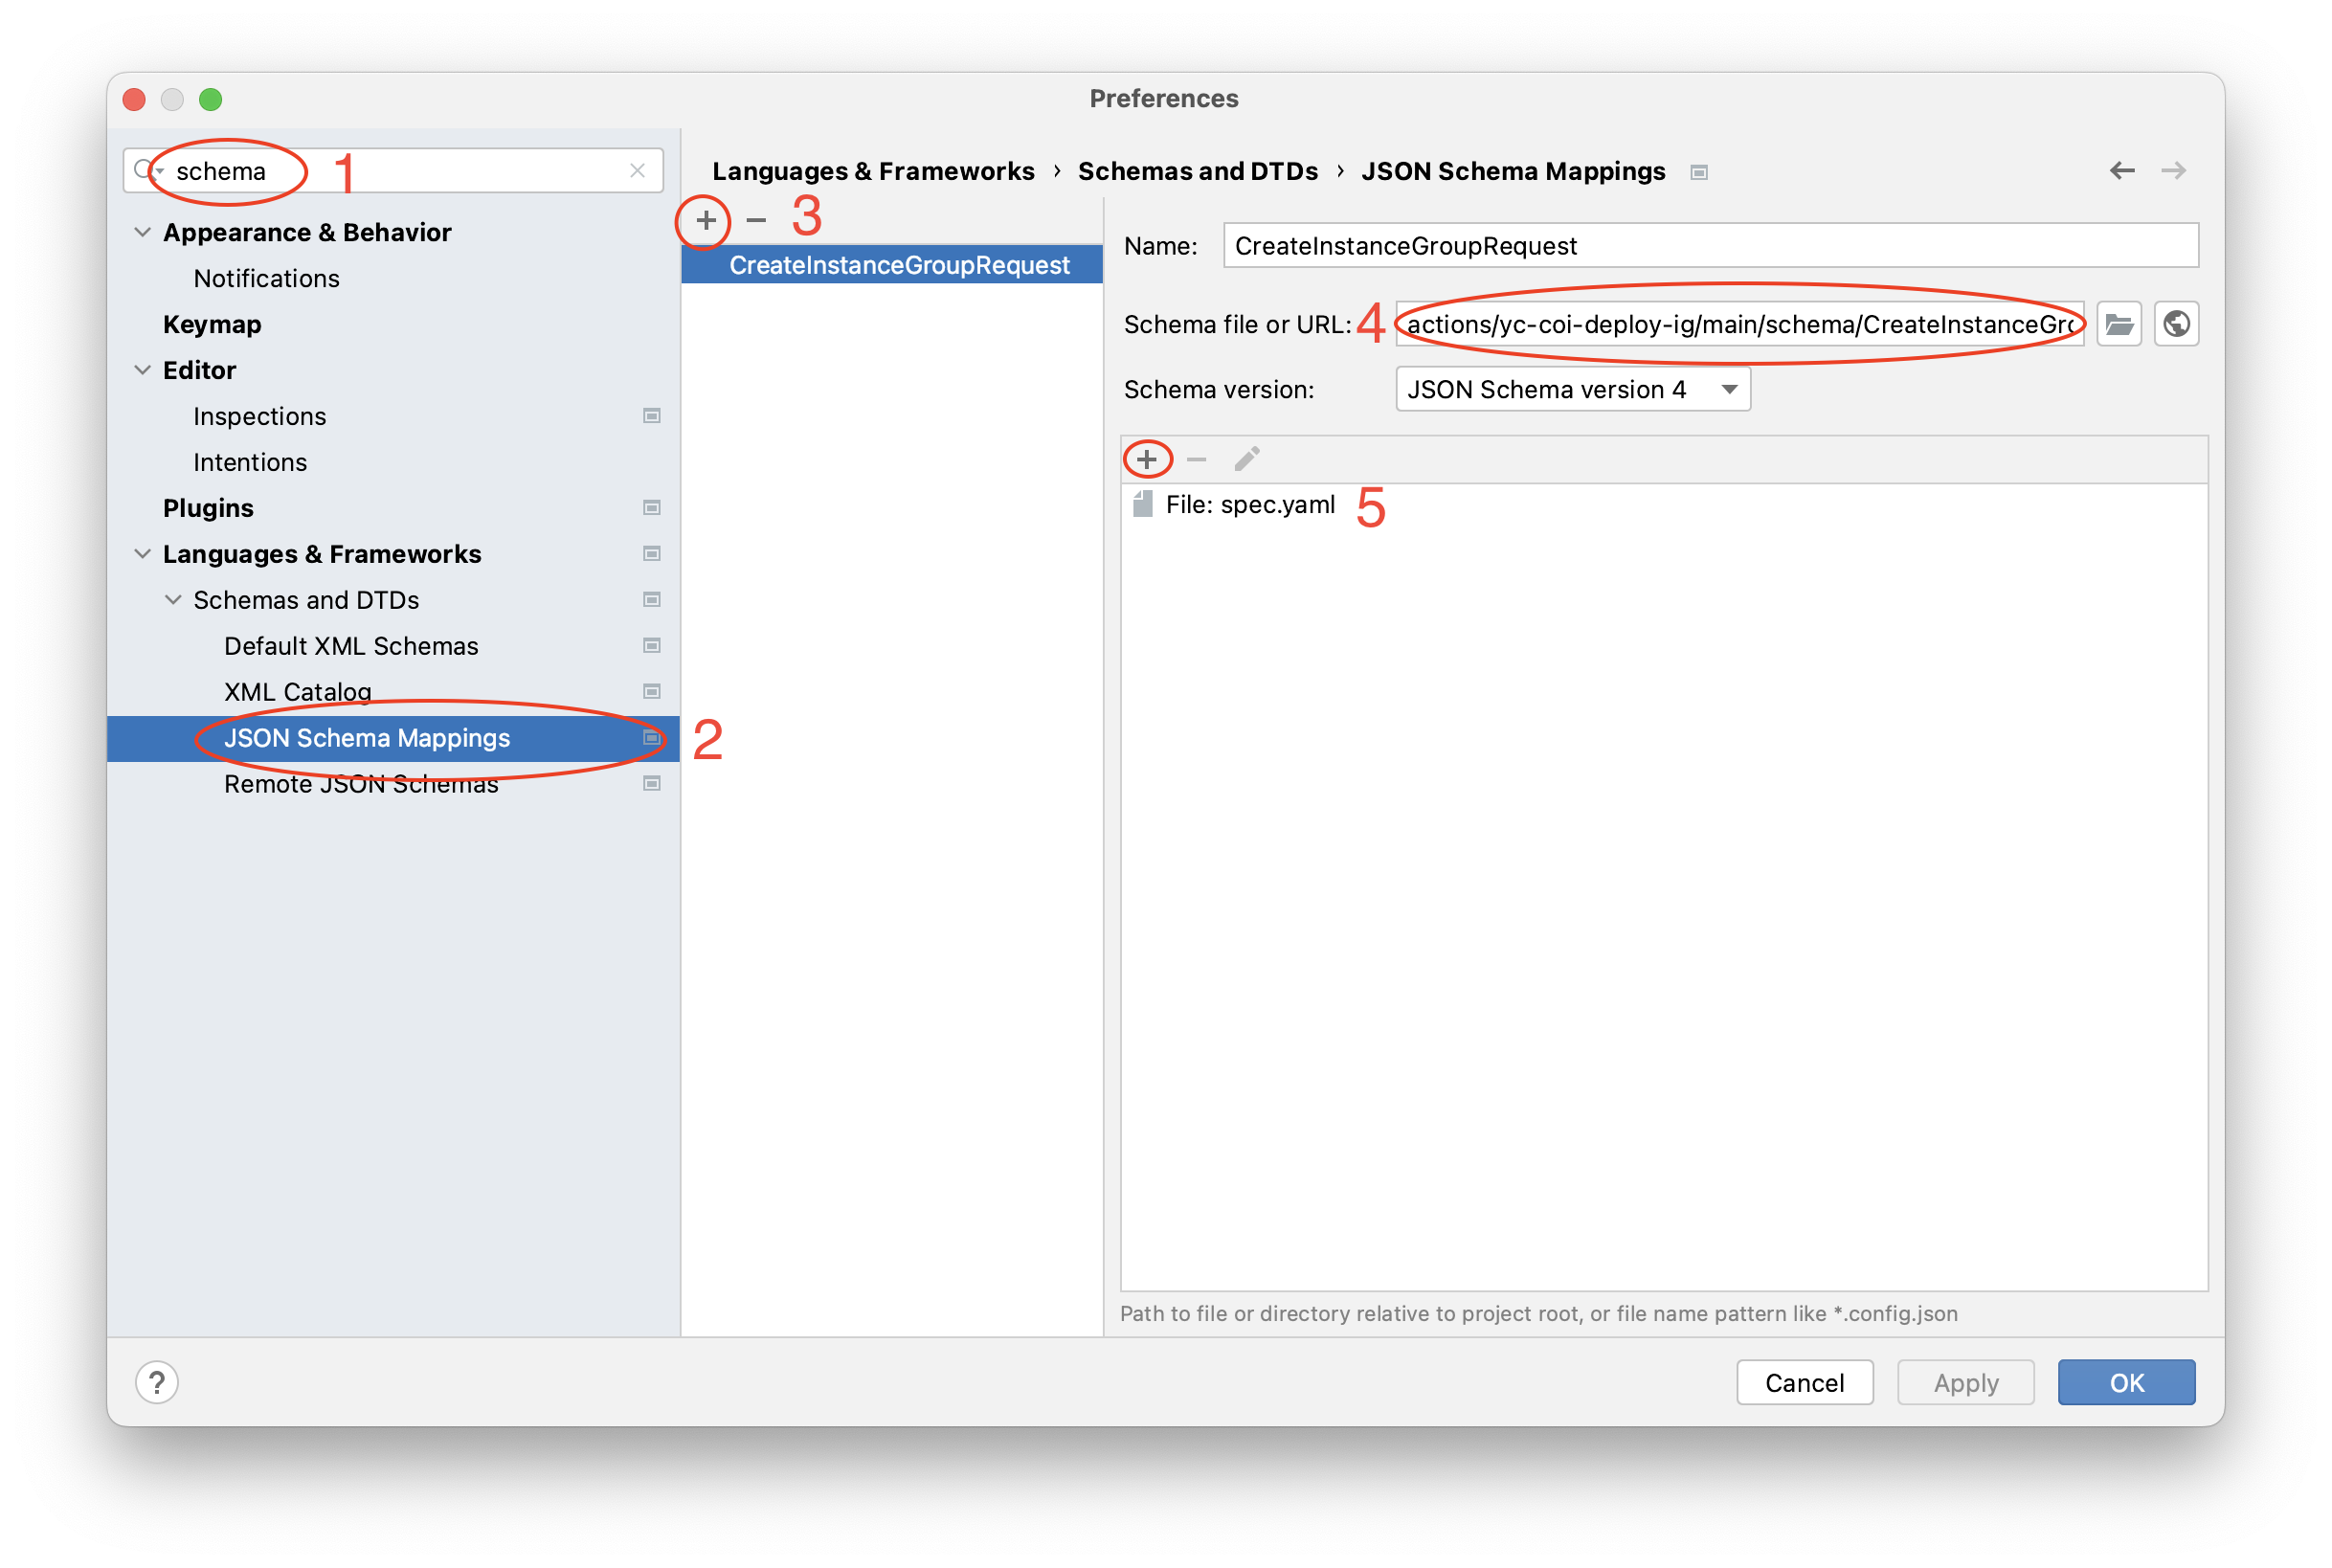 Preferences
schema 1
Appearance & Behavior
Notifications
Keymap
Editor
Inspections
Intentions
Plugins
Languages & Frameworks
Schemas and DTDs
Default XML Schemas
XML Catalog
JSON Schema Mappings 2
Remote JSON Schemas
Languages & Frameworks › Schemas and DTDs › JSON Schema Mappings
+ − 3
CreateInstanceGroupRequest
Name: CreateInstanceGroupRequest
Schema file or URL: 4 actions/yc-coi-deploy-ig/main/schema/CreateInstanceGro
Schema version: JSON Schema version 4
+ −
File: spec.yaml 5
Path to file or directory relative to project root, or file name pattern like *.config.json
? Cancel Apply OK